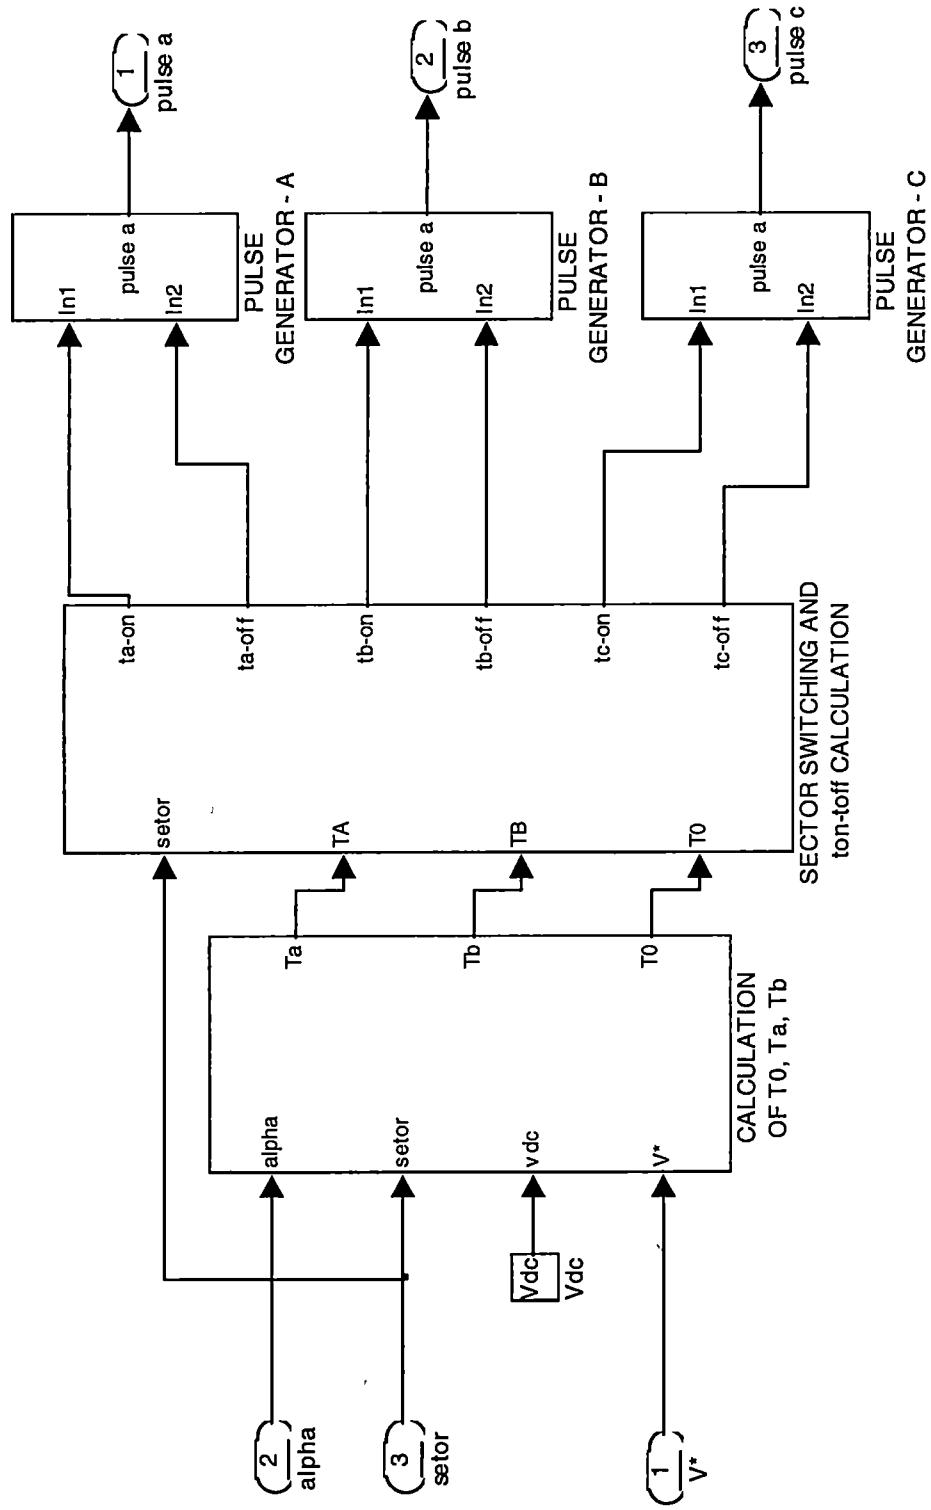 2
alpha
3
setor
1
V*
Vdc
Vdc
alpha
setor
vdc
V*
Ta
Tb
T0
CALCULATION
OF T0, Ta, Tb
setor
TA
TB
T0
ta-on
ta-off
tb-on
tb-off
tc-on
tc-off
SECTOR SWITCHING AND
ton-toff CALCULATION
In1
In2
pulse a
PULSE
GENERATOR - A
In1
In2
pulse a
PULSE
GENERATOR - B
In1
In2
pulse a
PULSE
GENERATOR - C
1
pulse a
2
pulse b
3
pulse c